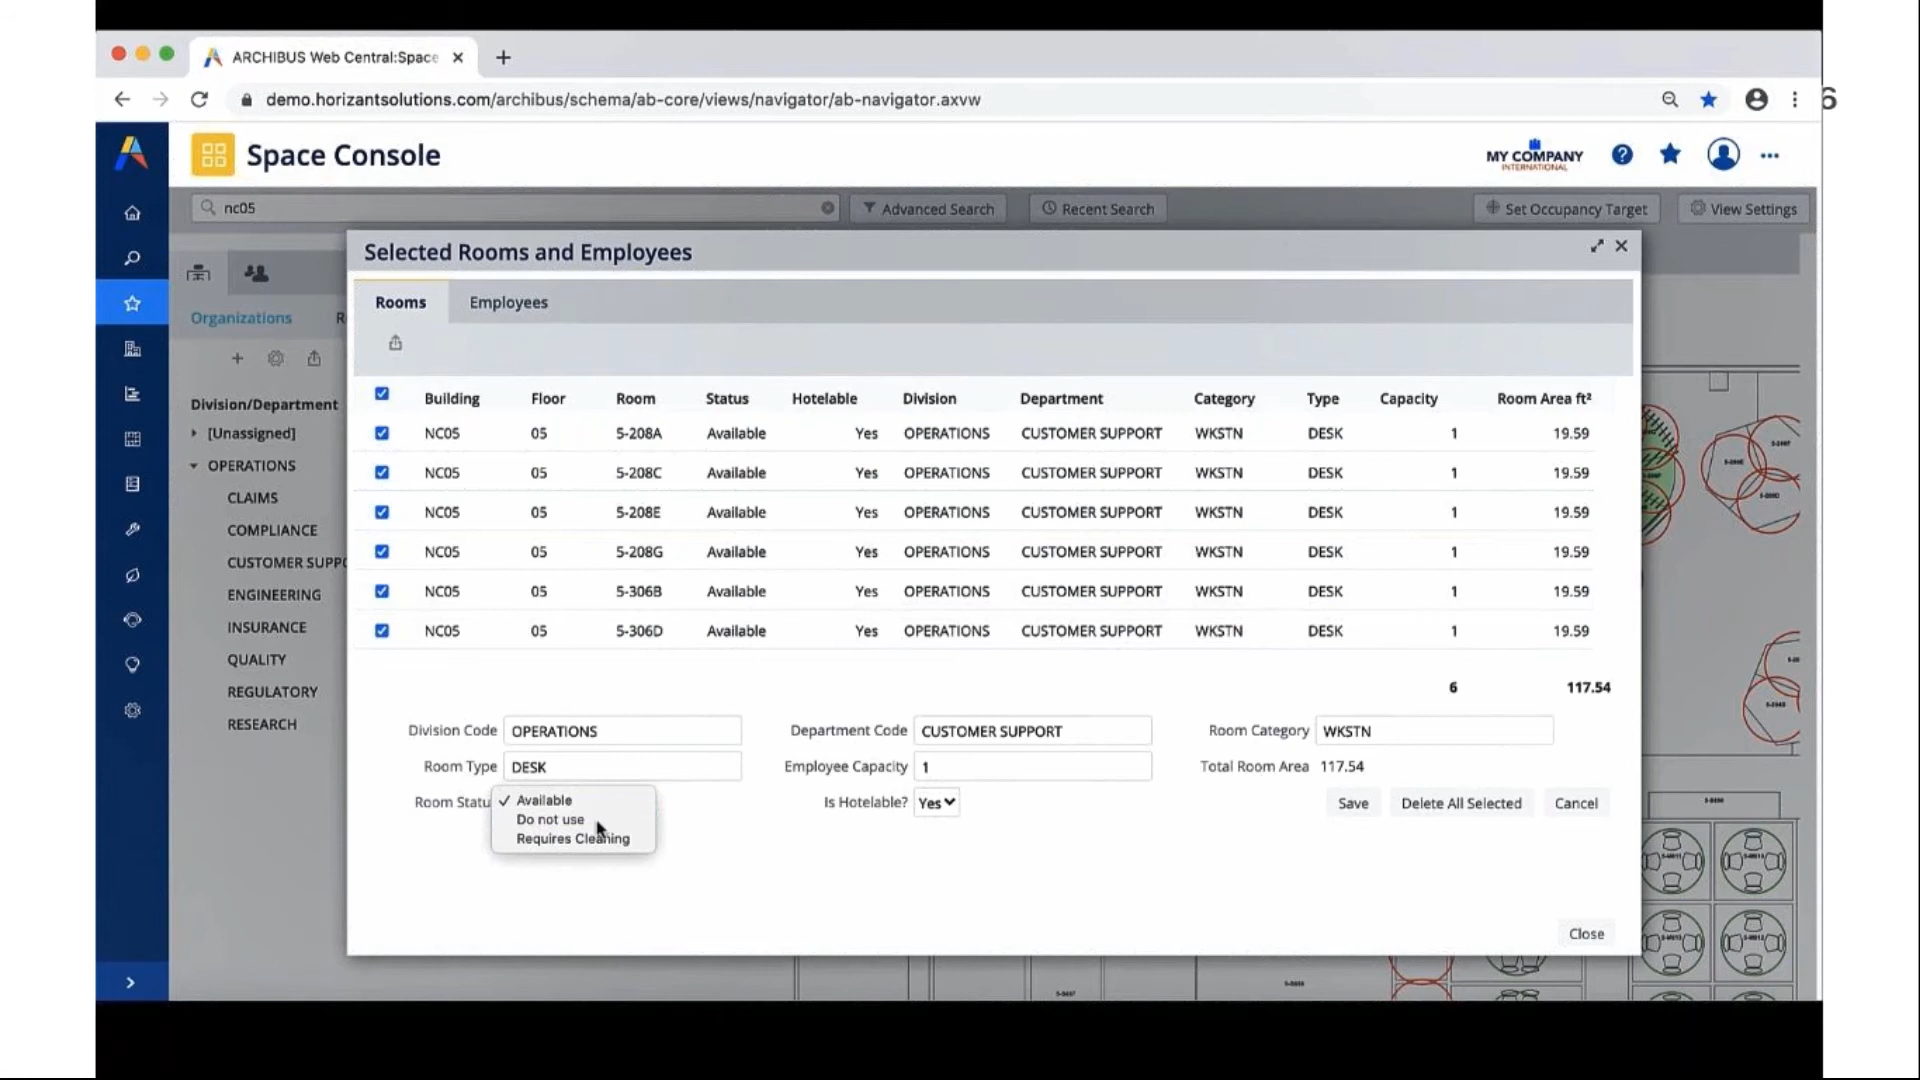 ARCHIBUS Web Central:Space
demo.horizantsolutions.com/archibus/schema/ab-core/views/navigator/ab-navigator.axvw
6
Space Console
MY COMPANY
INTERNATIONAL
nc05
Advanced Search
Recent Search
Set Occupancy Target
View Settings
Selected Rooms and Employees
Rooms
Employees
Organizations
R
Division/Department
[Unassigned]
OPERATIONS
CLAIMS
COMPLIANCE
CUSTOMER SUPPO
ENGINEERING
INSURANCE
QUALITY
REGULATORY
RESEARCH
Building Floor Room Status Hotelable Division Department Category Type Capacity Room Area ft²
NC05 05 5-208A Available Yes OPERATIONS CUSTOMER SUPPORT WKSTN DESK 1 19.59
NC05 05 5-208C Available Yes OPERATIONS CUSTOMER SUPPORT WKSTN DESK 1 19.59
NC05 05 5-208E Available Yes OPERATIONS CUSTOMER SUPPORT WKSTN DESK 1 19.59
NC05 05 5-208G Available Yes OPERATIONS CUSTOMER SUPPORT WKSTN DESK 1 19.59
NC05 05 5-306B Available Yes OPERATIONS CUSTOMER SUPPORT WKSTN DESK 1 19.59
NC05 05 5-306D Available Yes OPERATIONS CUSTOMER SUPPORT WKSTN DESK 1 19.59
6 117.54
Division Code OPERATIONS Department Code CUSTOMER SUPPORT Room Category WKSTN
Room Type DESK Employee Capacity 1 Total Room Area 117.54
Room Statu Available Is Hotelable? Yes Save Delete All Selected Cancel
Do not use
Requires Cleaning
Close